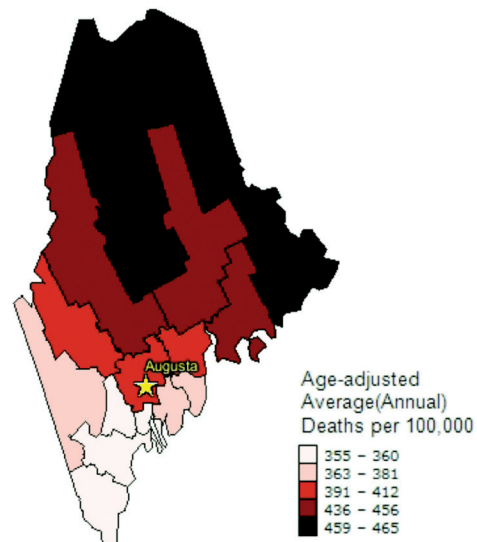 Augusta
Age-adjusted
Average(Annual)
Deaths per 100,000
355 – 360
363 – 381
391 – 412
436 – 456
459 – 465